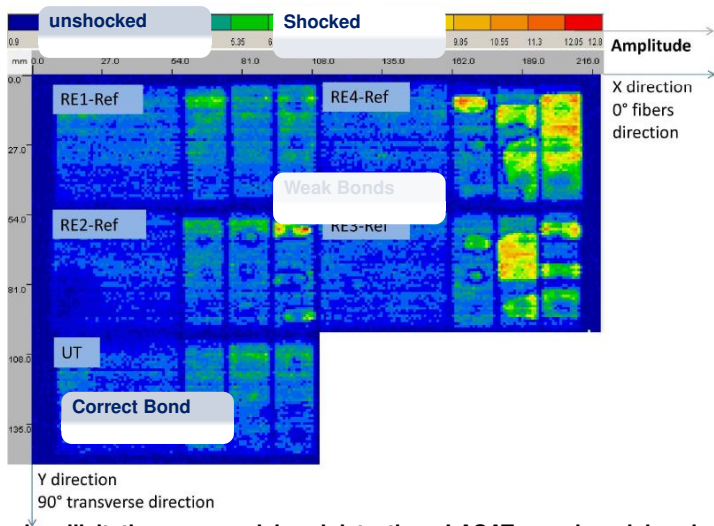 unshocked
Shocked
0.9 5.35 6 9.85 10.55 11.3 12.05 12.8
Amplitude
mm 0.0 27.0 54.0 81.0 108.0 135.0 162.0 189.0 216.0
0.0
X direction
0° fibers
direction
RE1-Ref
RE4-Ref
27.0
Weak Bonds
54.0
RE2-Ref
RE3-Ref
81.0
UT
108.0
Correct Bond
135.0
Y direction
90° transverse direction